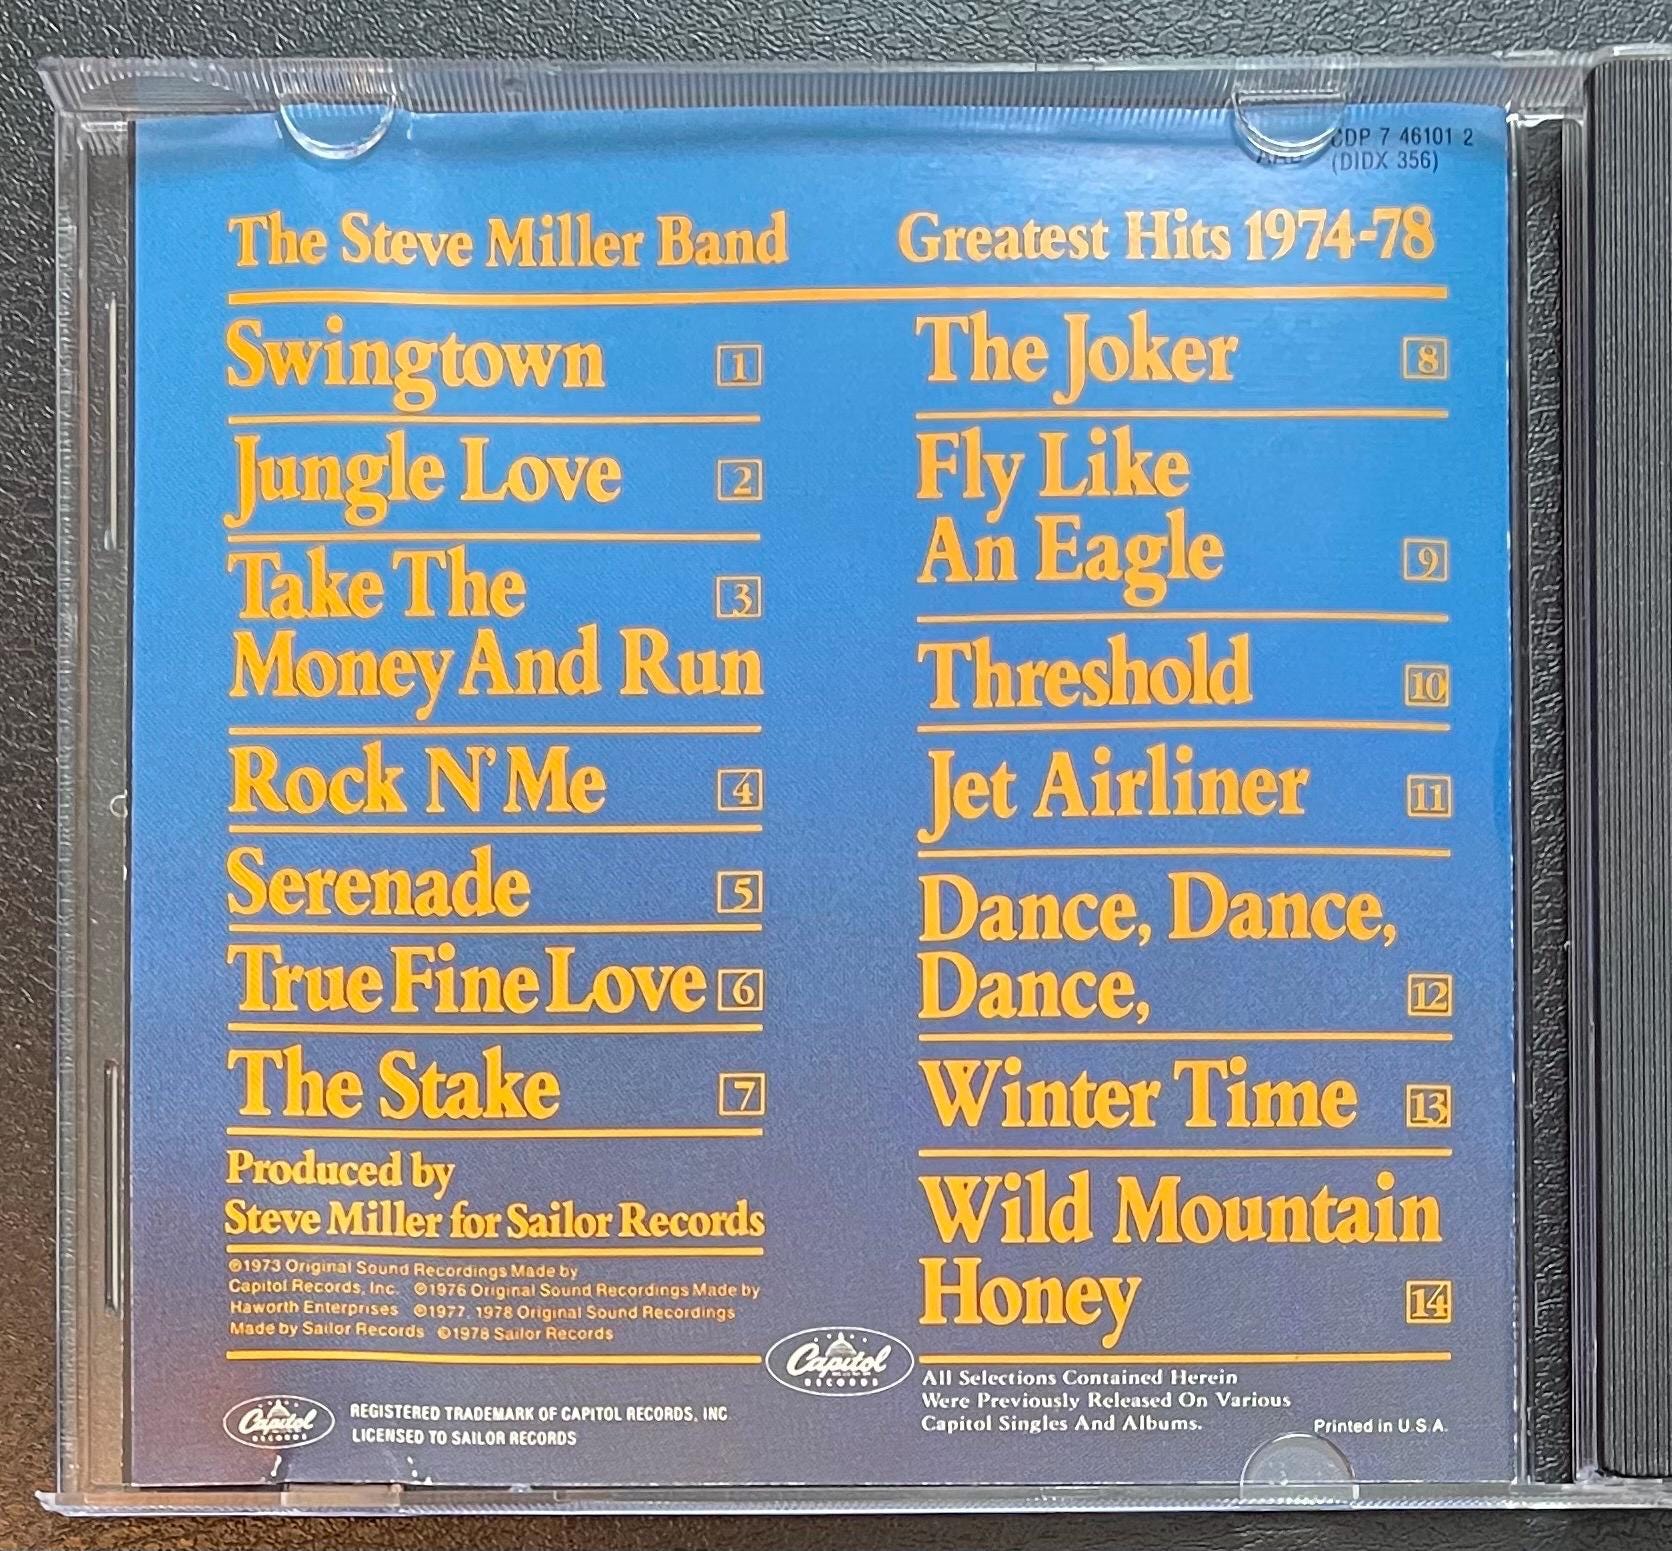 CDP 7 46101 2
(DIDX 356)
The Steve Miller Band
Greatest Hits 1974-78
Swingtown 1
Jungle Love 2
Take The 3
Money And Run
Rock N' Me 4
Serenade 5
True Fine Love 6
The Stake 7
Produced by
Steve Miller for Sailor Records
℗1973 Original Sound Recordings Made by
Capitol Records, Inc. ℗1976 Original Sound Recordings Made by
Haworth Enterprises ℗1977, 1978 Original Sound Recordings
Made by Sailor Records ©1978 Sailor Records
Capitol
RECORDS
REGISTERED TRADEMARK OF CAPITOL RECORDS, INC
LICENSED TO SAILOR RECORDS
The Joker 8
Fly Like
An Eagle 9
Threshold 10
Jet Airliner 11
Dance, Dance,
Dance, 12
Winter Time 13
Wild Mountain
Honey 14
Capitol
RECORDS
All Selections Contained Herein
Were Previously Released On Various
Capitol Singles And Albums.
Printed in U.S.A.